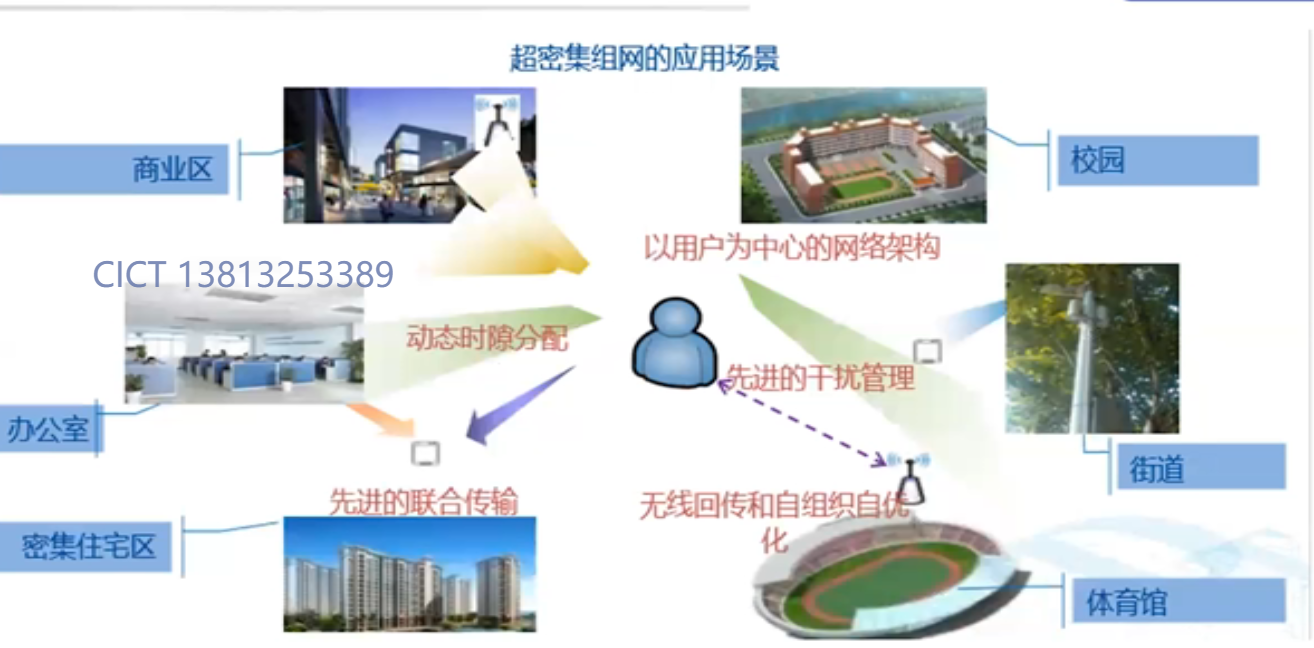 超密集组网的应用场景
商业区
校园
以用户为中心的网络架构
CICT 13813253389
动态时隙分配
先进的干扰管理
办公室
街道
先进的联合传输
无线回传和自组织自优
化
密集住宅区
体育馆